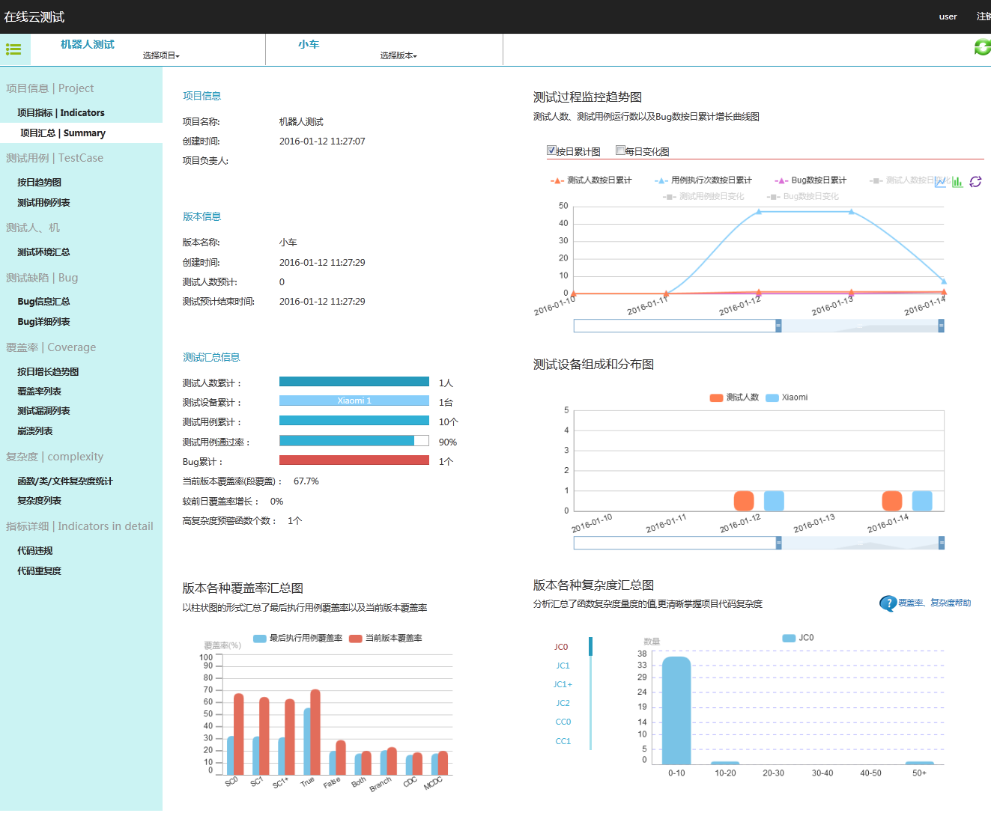 在线云测试
user
机器人测试
选择项目
小车
选择版本
项目信息 | Project
项目指标 | Indicators
项目汇总 | Summary
测试用例 | TestCase
按日趋势图
测试用例列表
测试人、机
测试环境汇总
测试缺陷 | Bug
Bug信息汇总
Bug详细列表
覆盖率 | Coverage
按日增长趋势图
覆盖率列表
测试漏洞列表
崩溃列表
复杂度 | complexity
函数/类/文件复杂度统计
复杂度列表
指标详细 | Indicators in detail
代码违规
代码重复度
项目信息
项目名称: 机器人测试
创建时间: 2016-01-12 11:27:07
项目负责人:
版本信息
版本名称: 小车
创建时间: 2016-01-12 11:27:29
测试人数预计: 0
测试预计结束时间: 2016-01-12 11:27:29
测试汇总信息
测试人数累计： 1人
测试设备累计： Xiaomi 1 1台
测试用例累计： 10个
测试用例通过率： 90%
Bug累计： 1个
当前版本覆盖率(段覆盖)： 67.7%
较前日覆盖率增长： 0%
高复杂度预警函数个数： 1个
测试过程监控趋势图
测试人数、测试用例运行数以及Bug数按日累计增长曲线图
按日累计图 每日变化图
测试人数按日累计 用例执行次数按日累计 Bug数按日累计 测试人数按日变化
测试用例按日变化 Bug数按日变化
50
40
30
20
10
0
2016-01-10 2016-01-11 2016-01-12 2016-01-13 2016-01-14
测试设备组成和分布图
测试人数 Xiaomi
5
4
3
2
1
0
2016-01-10 2016-01-11 2016-01-12 2016-01-13 2016-01-14
版本各种覆盖率汇总图
以柱状图的形式汇总了最后执行用例覆盖率以及当前版本覆盖率
覆盖率(%) 最后执行用例覆盖率 当前版本覆盖率
100
90
80
70
60
50
40
30
20
10
0
SC0 SC1 SC1+ True False Both Branch CDC MCDC
版本各种复杂度汇总图
分析汇总了函数复杂度量度的值,更清晰掌握项目代码复杂度
覆盖率、复杂度帮助
JC0
JC1
JC1+
JC2
CC0
CC1
数量 JC0
38
33
29
24
19
14
10
5
0
0-10 10-20 20-30 30-40 40-50 50+